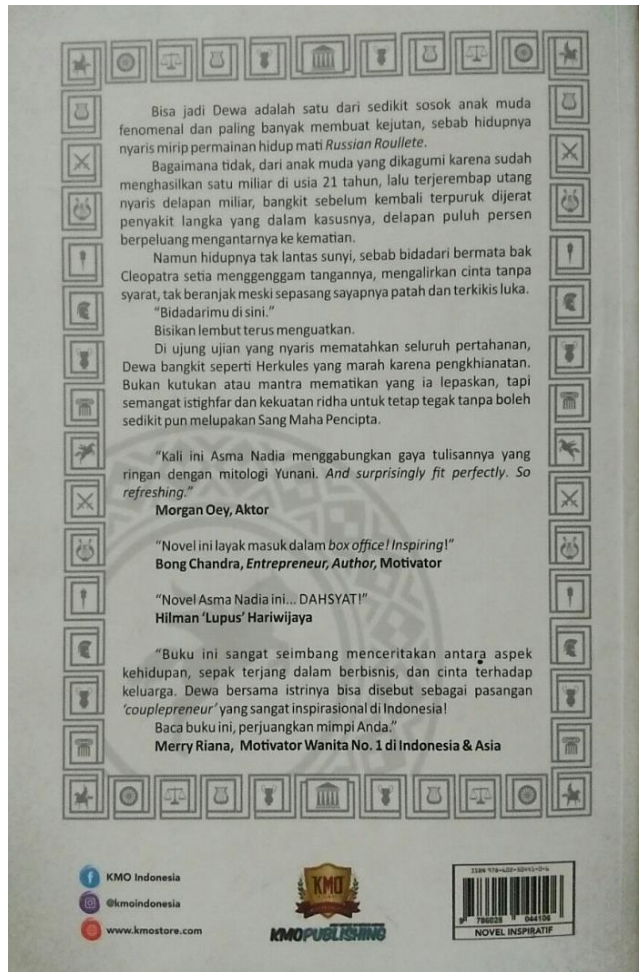 Bisa jadi Dewa adalah satu dari sedikit sosok anak muda
fenomenal dan paling banyak membuat kejutan, sebab hidupnya
nyaris mirip permainan hidup mati Russian Roullete.
Bagaimana tidak, dari anak muda yang dikagumi karena sudah
menghasilkan satu miliar di usia 21 tahun, lalu terjerembap utang
nyaris delapan miliar, bangkit sebelum kembali terpuruk dijerat
penyakit langka yang dalam kasusnya, delapan puluh persen
berpeluang mengantarnya ke kematian.
Namun hidupnya tak lantas sunyi, sebab bidadari bermata bak
Cleopatra setia menggenggam tangannya, mengalirkan cinta tanpa
syarat, tak beranjak meski sepasang sayapnya patah dan terkikis luka.
"Bidadarimu di sini."
Bisikan lembut terus menguatkan.
Di ujung ujian yang nyaris mematahkan seluruh pertahanan,
Dewa bangkit seperti Herkules yang marah karena pengkhianatan.
Bukan kutukan atau mantra mematikan yang ia lepaskan, tapi
semangat istighfar dan kekuatan ridha untuk tetap tegak tanpa boleh
sedikit pun melupakan Sang Maha Pencipta.
"Kali ini Asma Nadia menggabungkan gaya tulisannya yang
ringan dengan mitologi Yunani. And surprisingly fit perfectly. So
refreshing."
Morgan Oey, Aktor
"Novel ini layak masuk dalam box office! Inspiring!"
Bong Chandra, Entrepreneur, Author, Motivator
"Novel Asma Nadia ini... DAHSYAT!"
Hilman 'Lupus' Hariwijaya
"Buku ini sangat seimbang menceritakan antara aspek
kehidupan, sepak terjang dalam berbisnis, dan cinta terhadap
keluarga. Dewa bersama istrinya bisa disebut sebagai pasangan
'couplepreneur' yang sangat inspirasional di Indonesia!
Baca buku ini, perjuangkan mimpi Anda."
Merry Riana, Motivator Wanita No. 1 di Indonesia & Asia
KMO Indonesia
@kmoindonesia
www.kmostore.com
KMO
KMOPUBLISHING
9 786025 044106
NOVEL INSPIRATIF